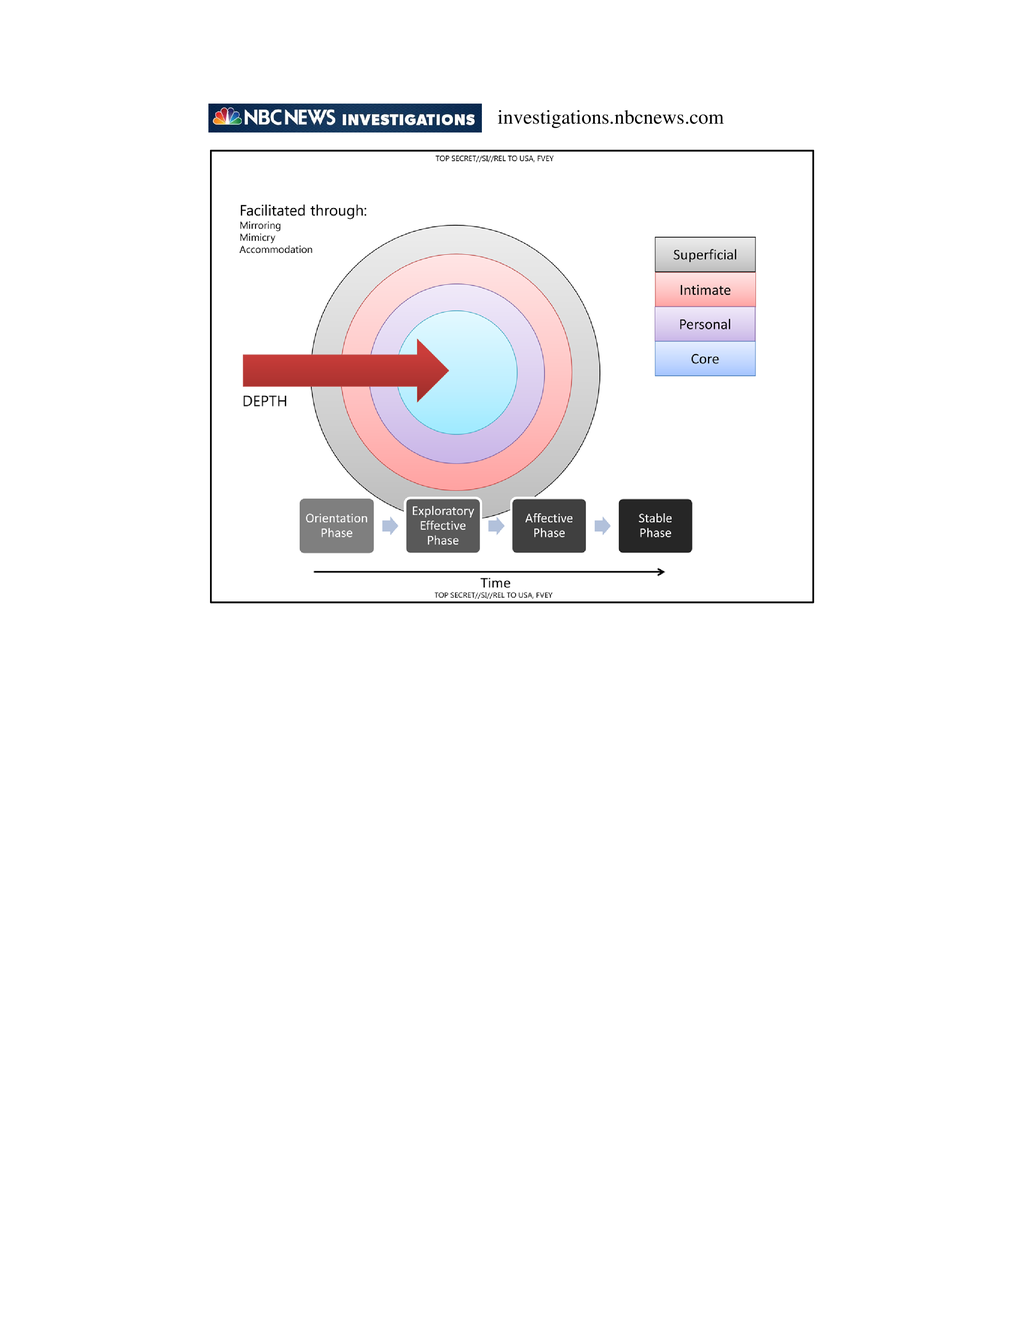 NBC NEWS INVESTIGATIONS investigations.nbcnews.com
TOP SECRET//SI//REL TO USA, FVEY
Facilitated through:
Mirroring
Mimicry
Accommodation
Superficial
Intimate
Personal
Core
DEPTH
Orientation
Phase
Exploratory
Effective
Phase
Affective
Phase
Stable
Phase
Time
TOP SECRET//SI//REL TO USA, FVEY